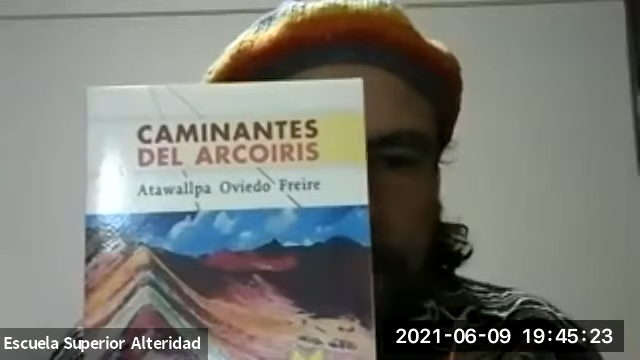 CAMINANTES
DEL ARCOIRIS
Atawallpa Oviedo Freire
Escuela Superior Alteridad
2021-06-09 19:45:23